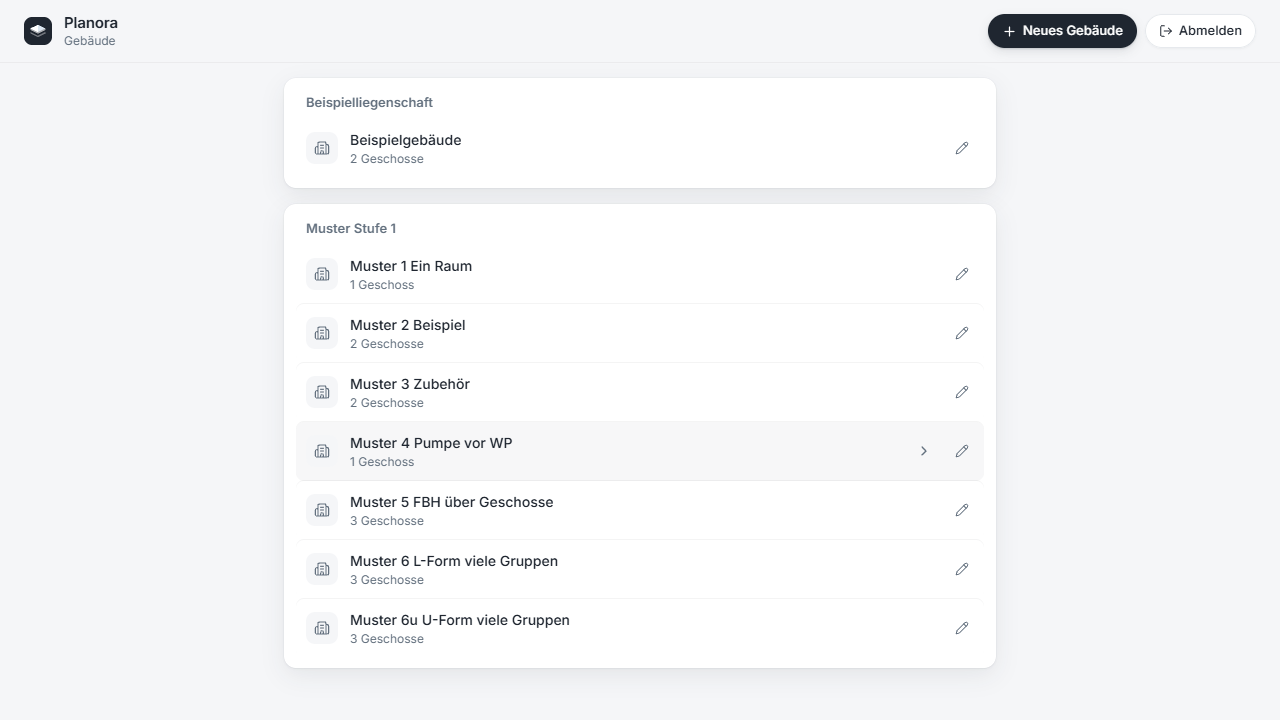 Planora
Gebäude
Neues Gebäude
Abmelden
Beispielliegenschaft
Beispielgebäude
2 Geschosse
Muster Stufe 1
Muster 1 Ein Raum
1 Geschoss
Muster 2 Beispiel
2 Geschosse
Muster 3 Zubehör
2 Geschosse
Muster 4 Pumpe vor WP
1 Geschoss
Muster 5 FBH über Geschosse
3 Geschosse
Muster 6 L-Form viele Gruppen
3 Geschosse
Muster 6u U-Form viele Gruppen
3 Geschosse